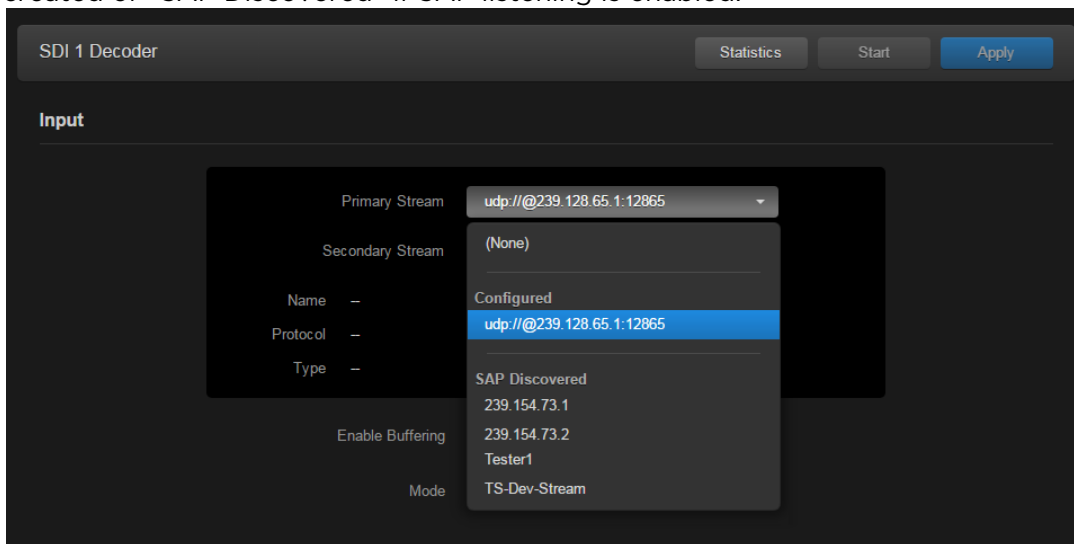 created or "SAP Discovered" if SAP listening is enabled.
SDI 1 Decoder Statistics Start Apply
Input
Primary Stream udp://@239.128.65.1:12865
Secondary Stream (None)
Name -- Configured
udp://@239.128.65.1:12865
Protocol --
Type -- SAP Discovered
239.154.73.1
Enable Buffering 239.154.73.2
Tester1
Mode TS-Dev-Stream